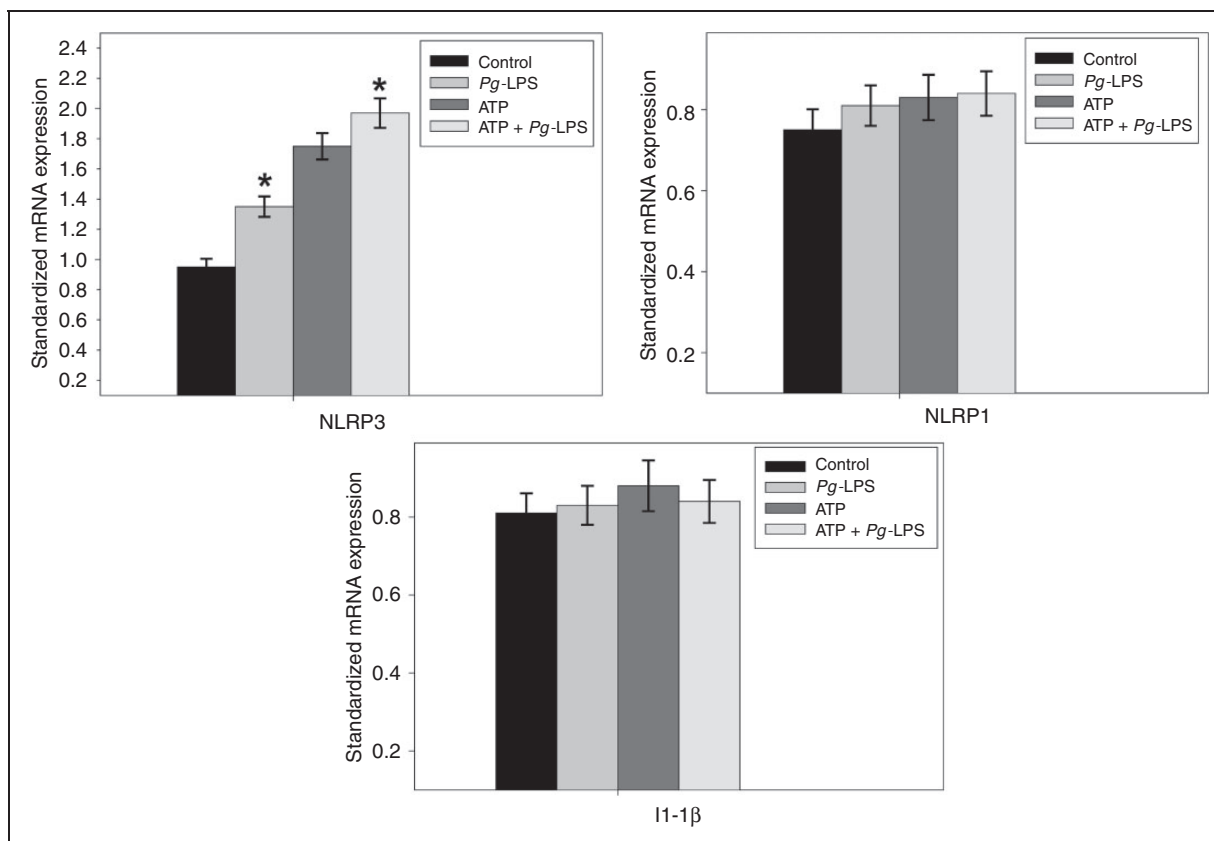 Standardized mRNA expression
2.4
2.2
2.0
1.8
1.6
1.4
1.2
1.0
0.8
0.6
0.4
0.2
*
*
Control
Pg-LPS
ATP
ATP + Pg-LPS
NLRP3
Standardized mRNA expression
0.8
0.6
0.4
0.2
Control
Pg-LPS
ATP
ATP + Pg-LPS
NLRP1
Standardized mRNA expression
0.8
0.6
0.4
0.2
Control
Pg-LPS
ATP
ATP + Pg-LPS
I1-1β